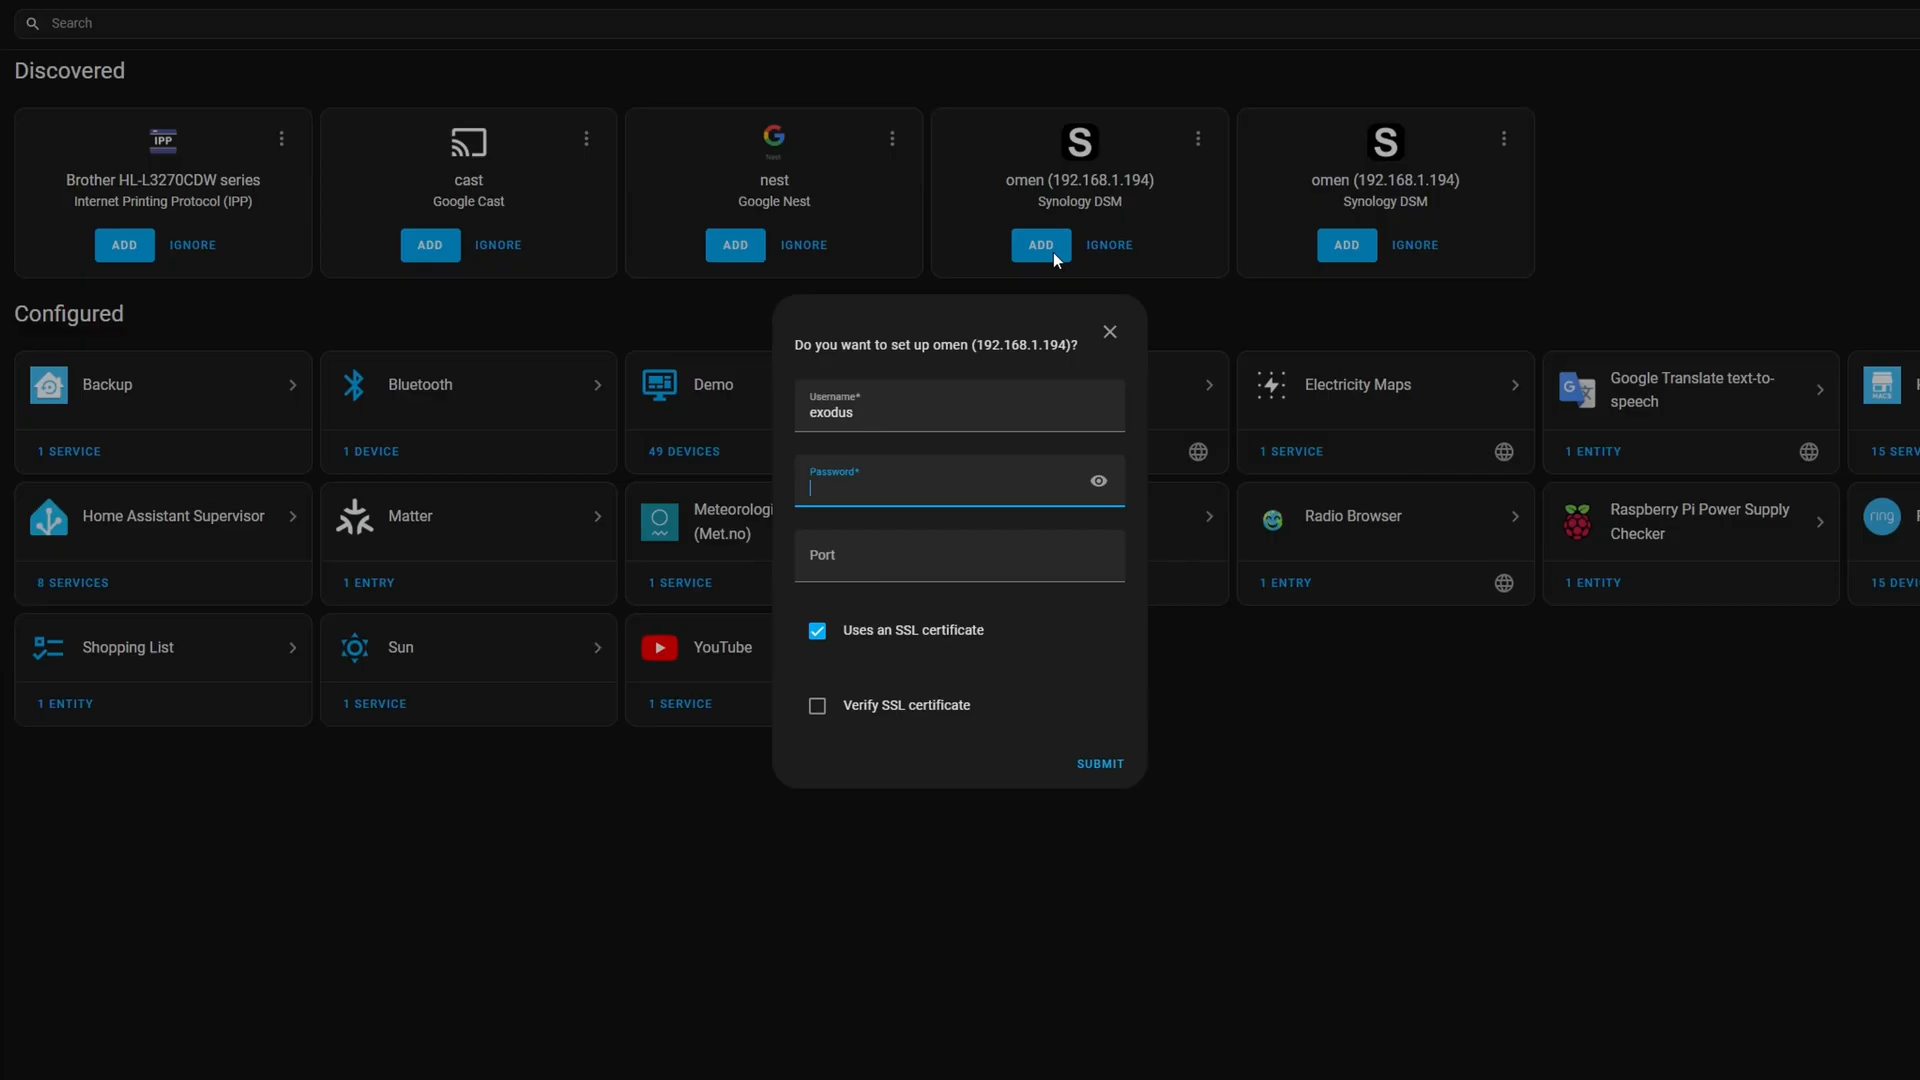 Search
Discovered
IPP
Brother HL-L3270CDW series
Internet Printing Protocol (IPP)
ADD
IGNORE
cast
Google Cast
ADD
IGNORE
Nest
nest
Google Nest
ADD
IGNORE
S
omen (192.168.1.194)
Synology DSM
ADD
IGNORE
S
omen (192.168.1.194)
Synology DSM
ADD
IGNORE
Configured
Backup
1 SERVICE
Bluetooth
1 DEVICE
Demo
49 DEVICES
Electricity Maps
1 SERVICE
Google Translate text-to-
speech
1 ENTITY
HACS
15 SERV
Home Assistant Supervisor
8 SERVICES
Matter
1 ENTRY
Meteorologi
(Met.no)
1 SERVICE
Radio Browser
1 ENTRY
Raspberry Pi Power Supply
Checker
1 ENTITY
ring
15 DEVI
Shopping List
1 ENTITY
Sun
1 SERVICE
YouTube
1 SERVICE
Do you want to set up omen (192.168.1.194)?
Username*
exodus
Password*
Port
Uses an SSL certificate
Verify SSL certificate
SUBMIT